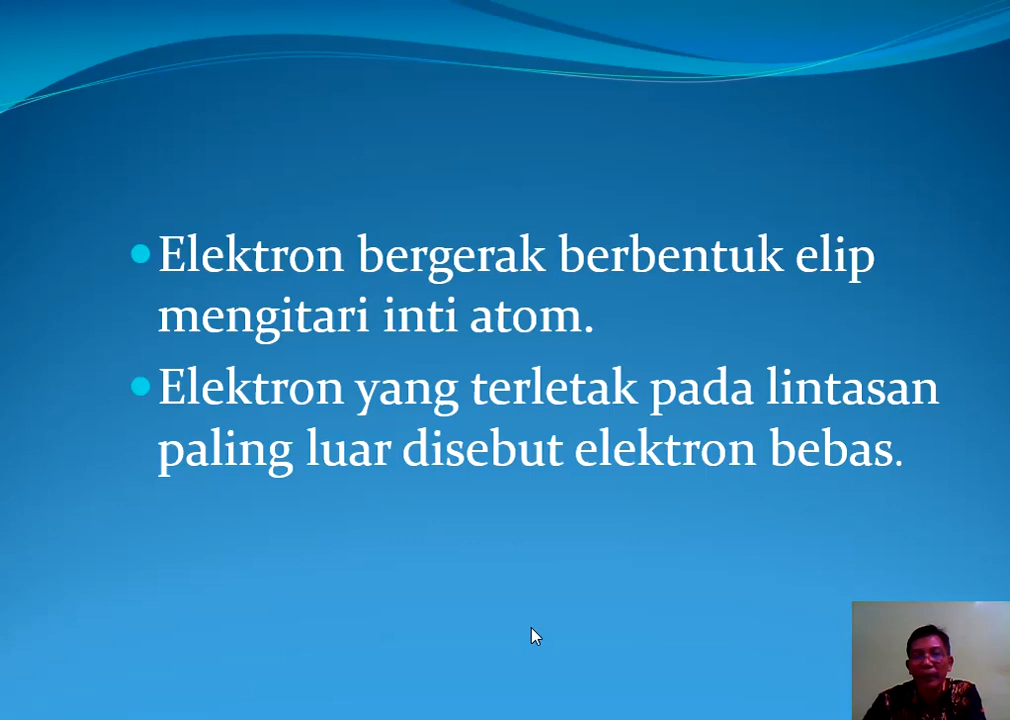 Elektron bergerak berbentuk elip
mengitari inti atom.
Elektron yang terletak pada lintasan
paling luar disebut elektron bebas.